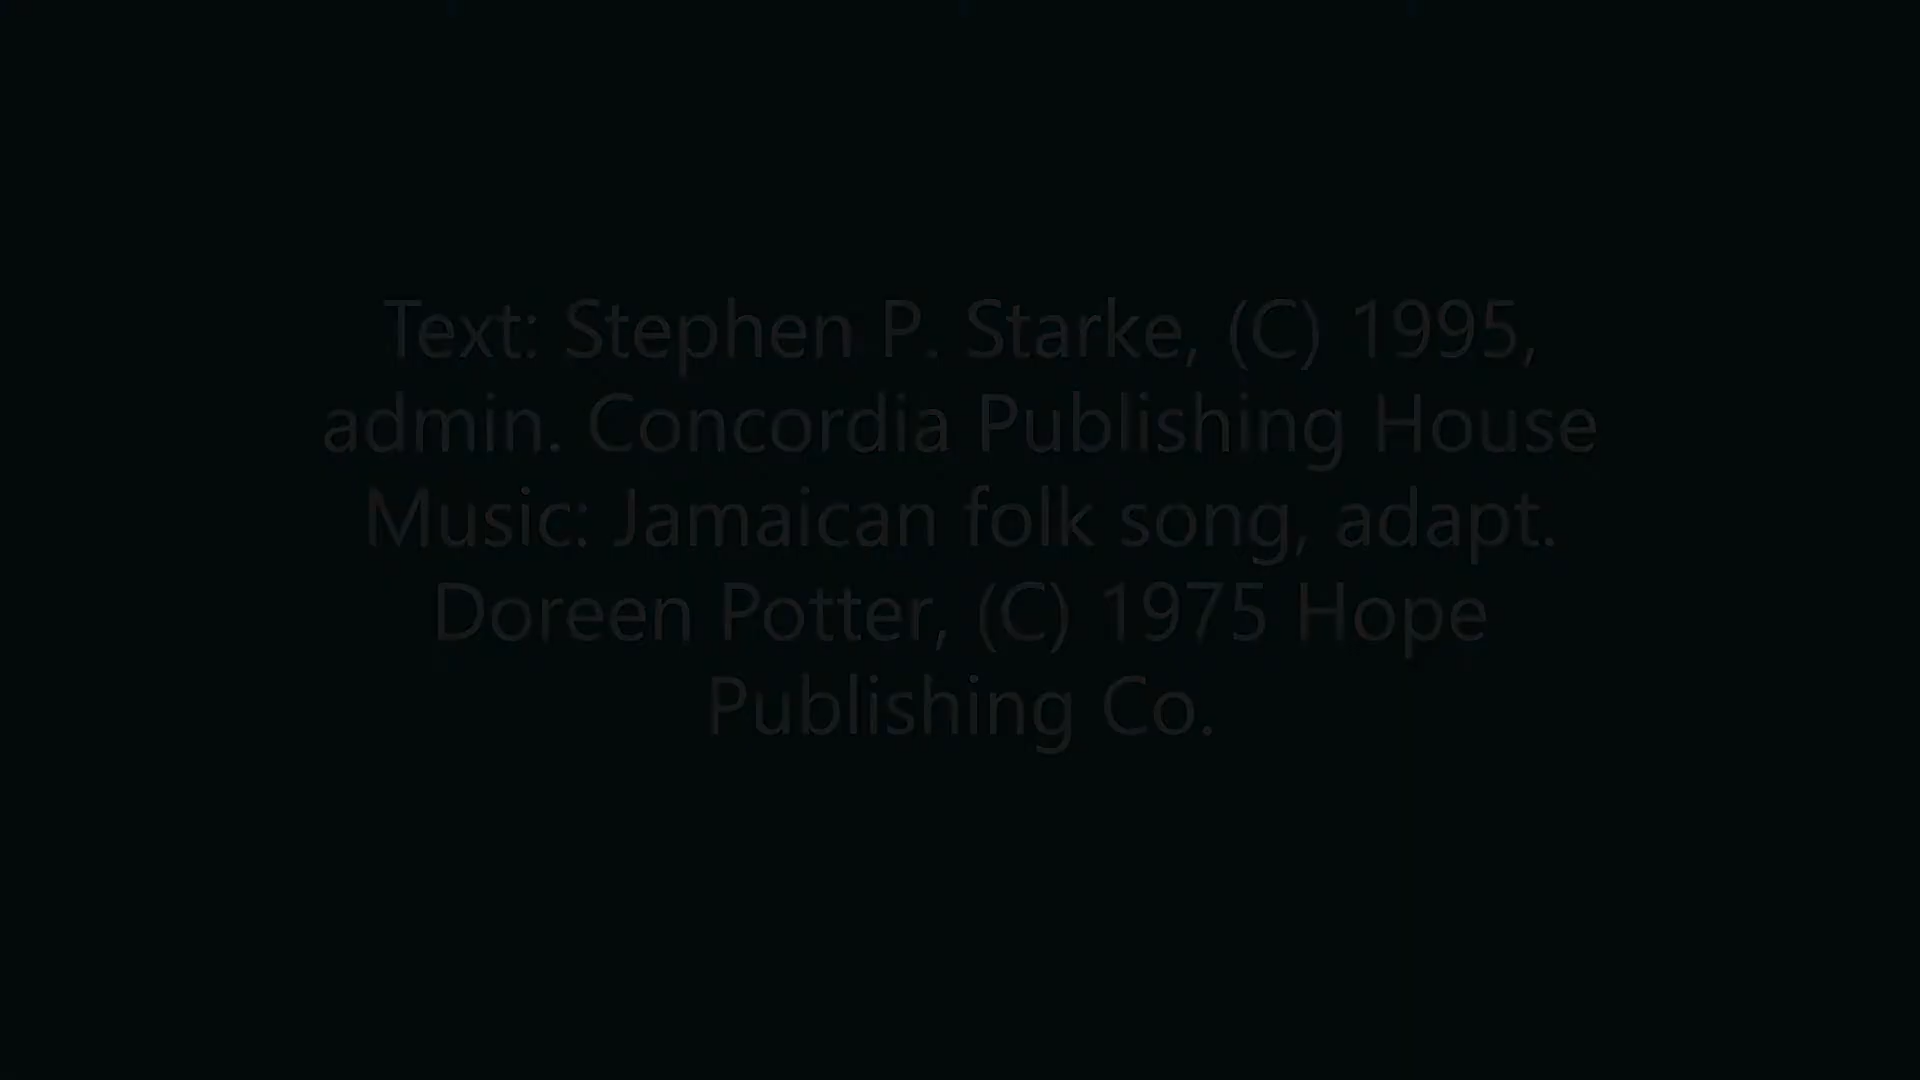 Text: Stephen P. Starke, (C) 1995,
admin. Concordia Publishing House
Music: Jamaican folk song, adapt.
Doreen Potter, (C) 1975 Hope
Publishing Co.